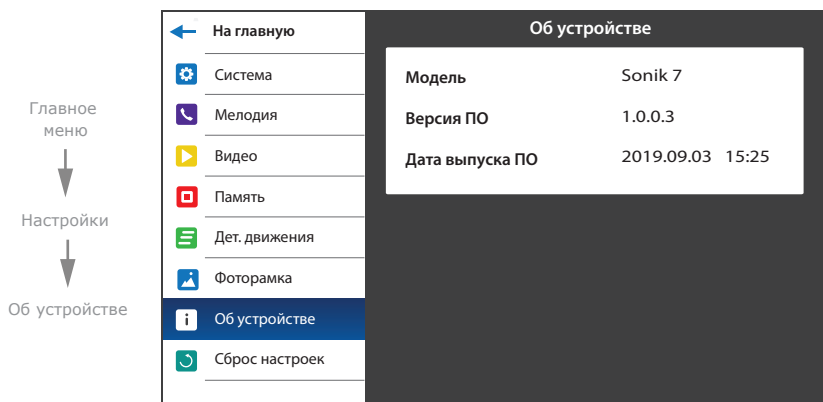 Главное
меню
Настройки
Об устройстве
На главную
Система
Мелодия
Видео
Память
Дет. движения
Фоторамка
Об устройстве
Сброс настроек
Об устройстве
Модель Sonik 7
Версия ПО 1.0.0.3
Дата выпуска ПО 2019.09.03 15:25